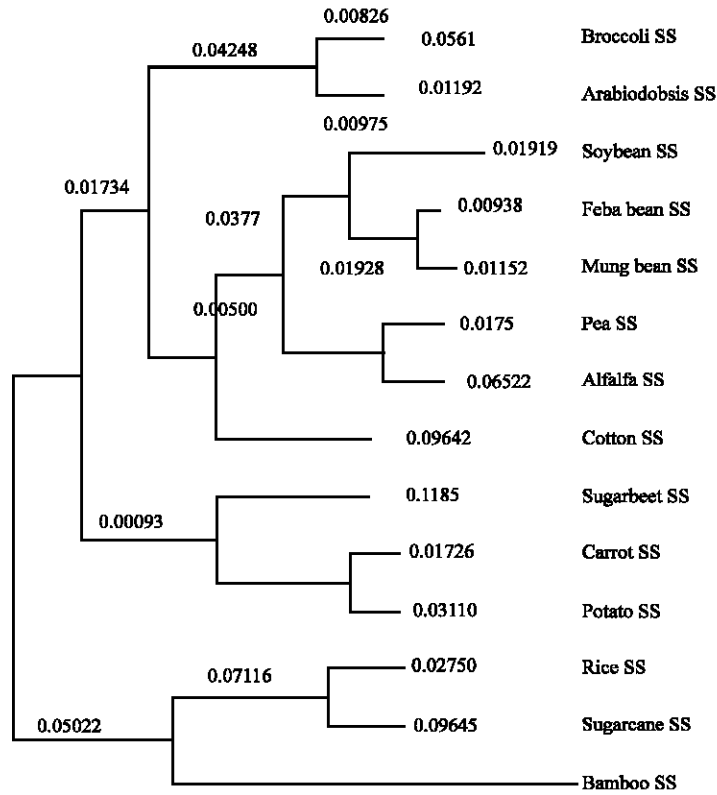 0.00826
0.04248 0.0561 Broccoli SS
0.01192 Arabiodobsis SS
0.00975
0.01919 Soybean SS
0.01734
0.0377 0.00938 Feba bean SS
0.01928 0.01152 Mung bean SS
0.00500 0.0175 Pea SS
0.06522 Alfalfa SS
0.09642 Cotton SS
0.1185 Sugarbeet SS
0.00093
0.01726 Carrot SS
0.03110 Potato SS
0.07116 0.02750 Rice SS
0.05022 0.09645 Sugarcane SS
Bamboo SS